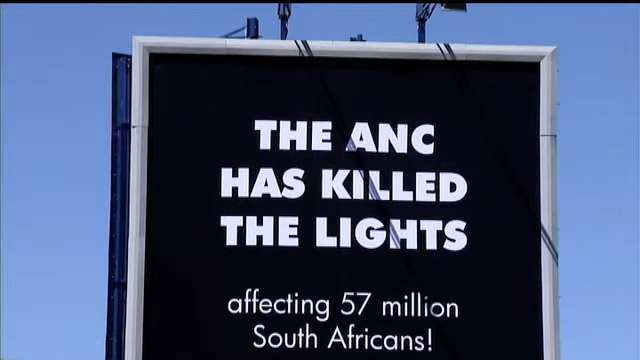 THE ANC
HAS KILLED
THE LIGHTS
affecting 57 million
South Africans!